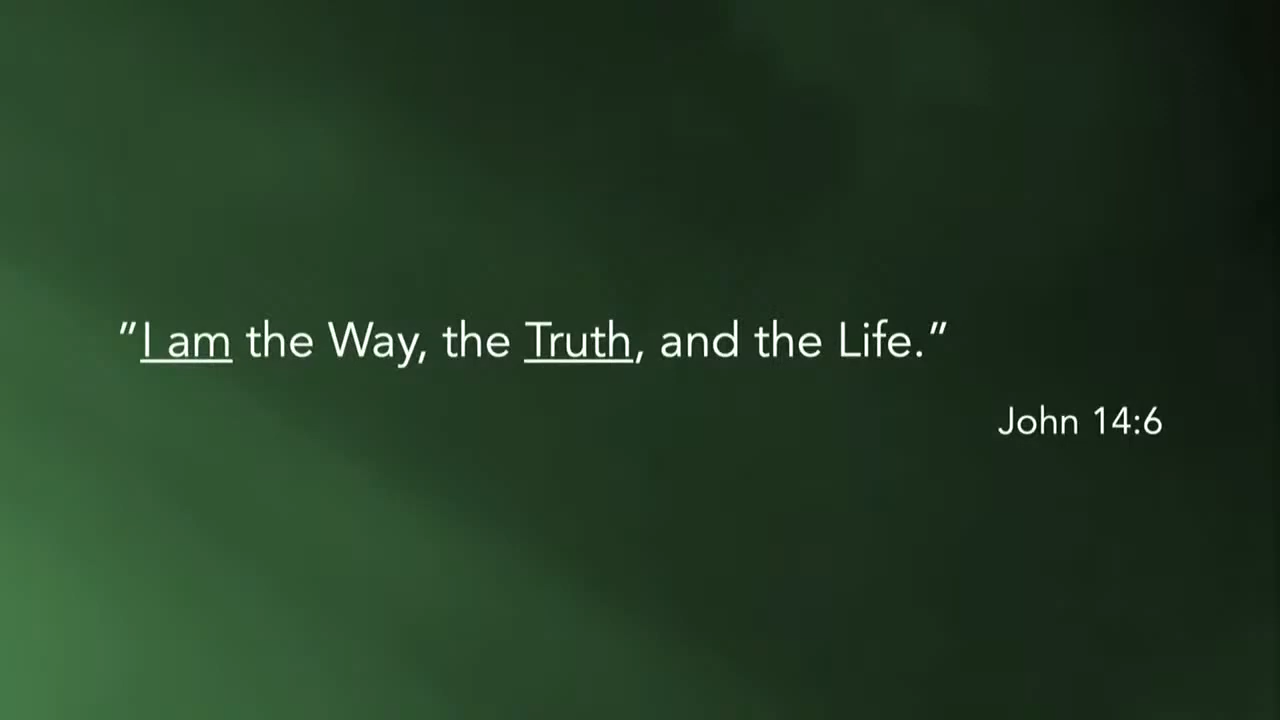 "I am the Way, the Truth, and the Life."
John 14:6